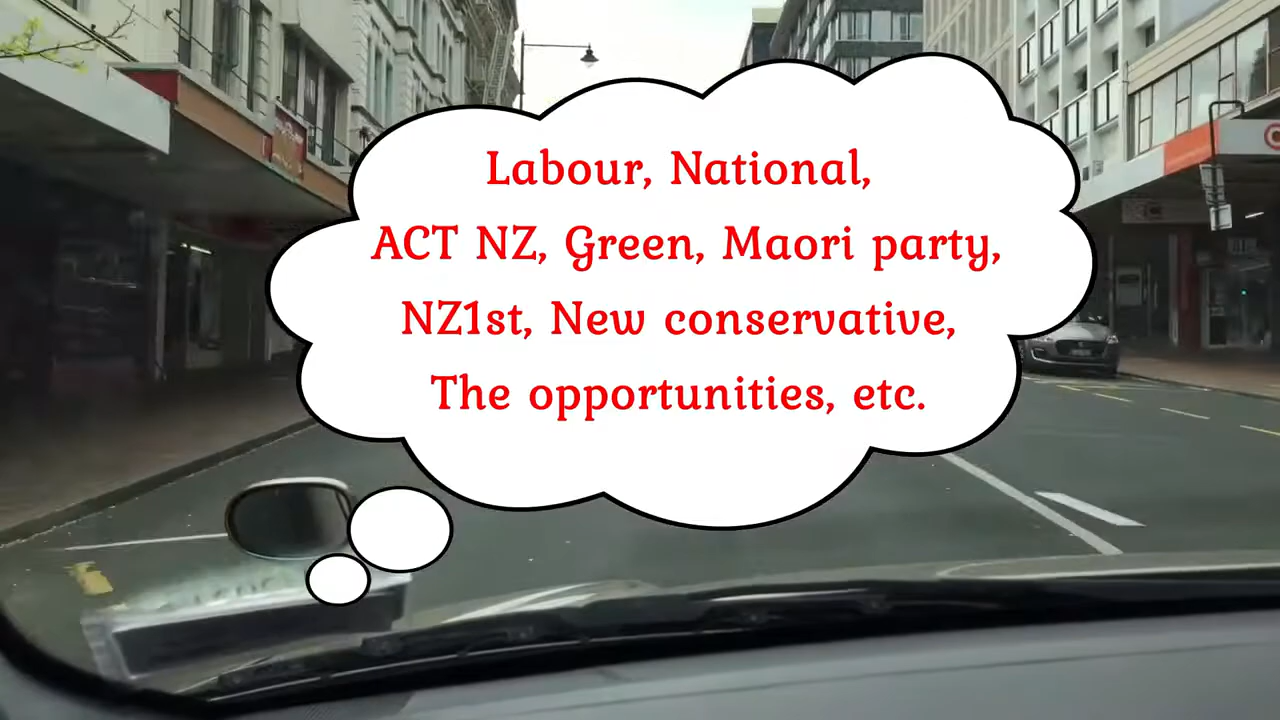 Labour, National,
ACT NZ, Green, Maori party,
NZ1st, New conservative,
The opportunities, etc.